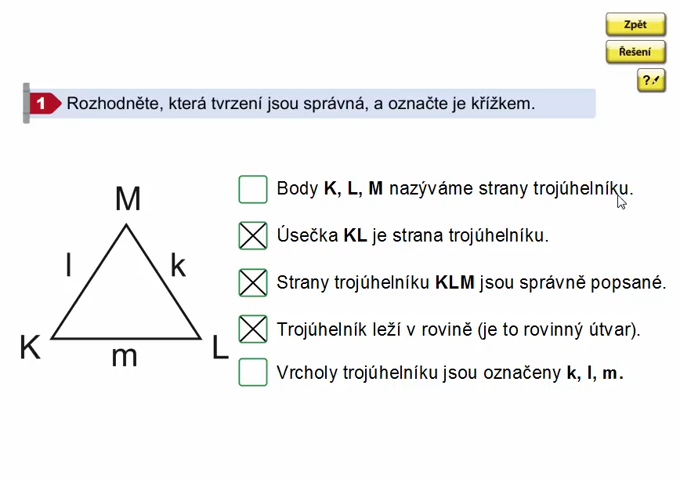 Zpět
Řešení
?
1 Rozhodněte, která tvrzení jsou správná, a označte je křížkem.
Body K, L, M nazýváme strany trojúhelníku.
Úsečka KL je strana trojúhelníku.
Strany trojúhelníku KLM jsou správně popsané.
Trojúhelník leží v rovině (je to rovinný útvar).
Vrcholy trojúhelníku jsou označeny k, l, m.
M
l k
K L
m